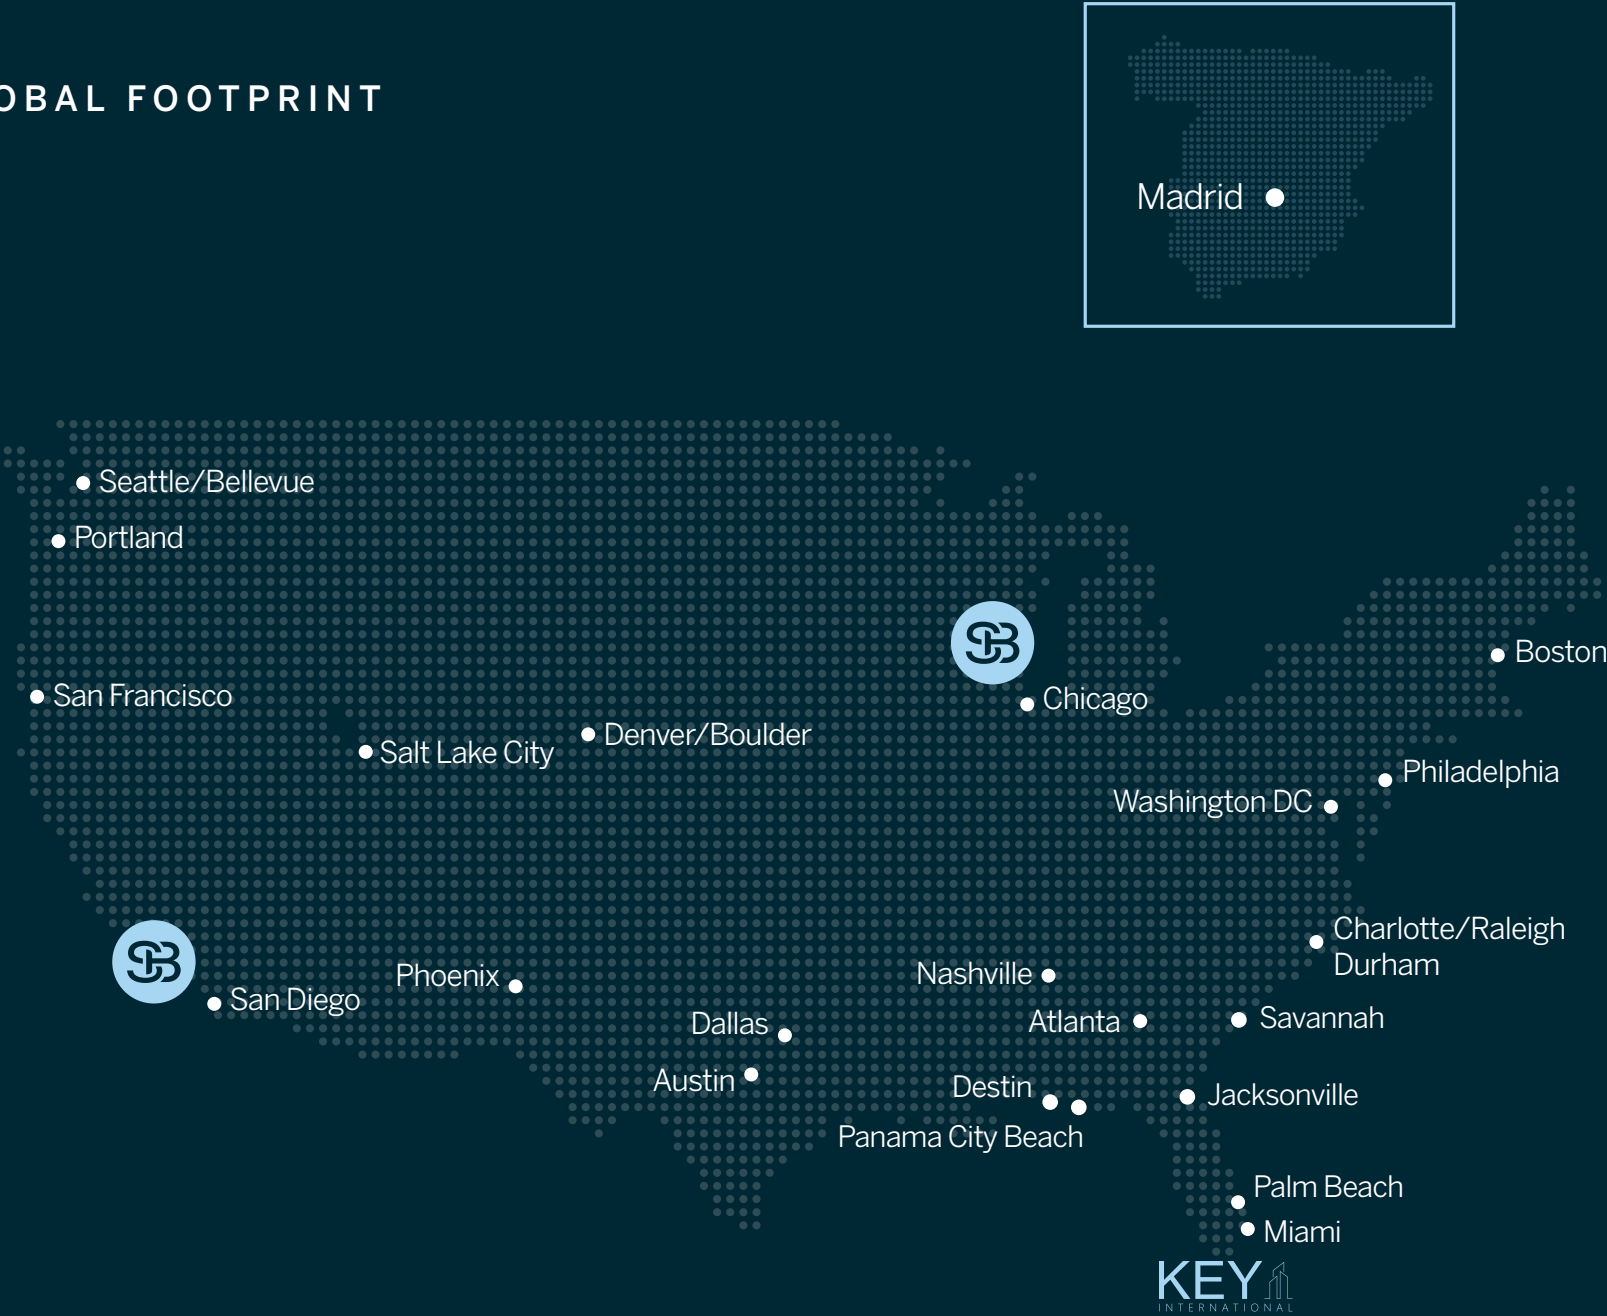 OBAL FOOTPRINT
Madrid
Seattle/Bellevue
Portland
Boston
San Francisco
Chicago
Denver/Boulder
Salt Lake City
Philadelphia
Washington DC
Charlotte/Raleigh
Durham
Nashville
Phoenix
San Diego
Dallas
Atlanta
Savannah
Austin
Destin
Jacksonville
Panama City Beach
Palm Beach
Miami
SB
SB
KEY
INTERNATIONAL